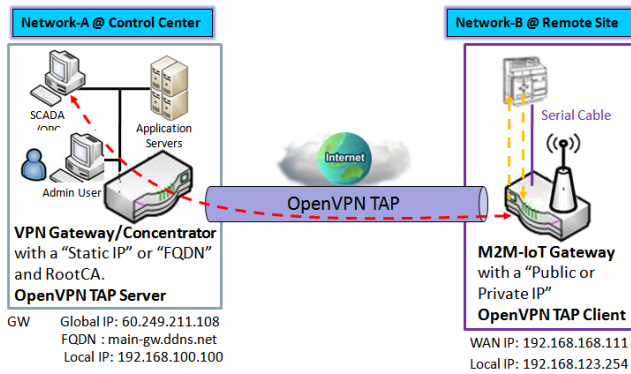 Network-A @ Control Center
Network-B @ Remote Site
SCADA
/OPC
Application
Servers
Admin User
Serial Cable
Internet
OpenVPN TAP
VPN Gateway/Concentrator
with a “Static IP” or “FQDN”
and RootCA.
OpenVPN TAP Server
M2M-IoT Gateway
with a “Public or
Private IP”
OpenVPN TAP Client
GW Global IP: 60.249.211.108
FQDN : main-gw.ddns.net
Local IP: 192.168.100.100
WAN IP: 192.168.168.111
Local IP: 192.168.123.254